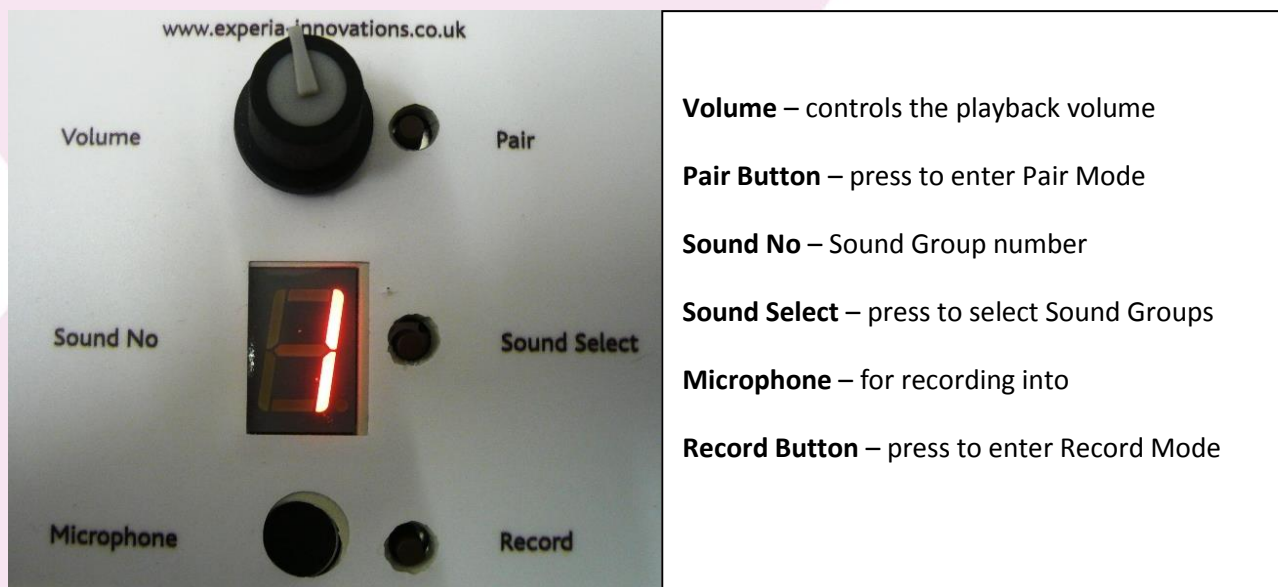 www.experia-innovations.co.uk
Volume
Pair
Sound No
1
Sound Select
Microphone
Record
Volume – controls the playback volume
Pair Button – press to enter Pair Mode
Sound No – Sound Group number
Sound Select – press to select Sound Groups
Microphone – for recording into
Record Button – press to enter Record Mode